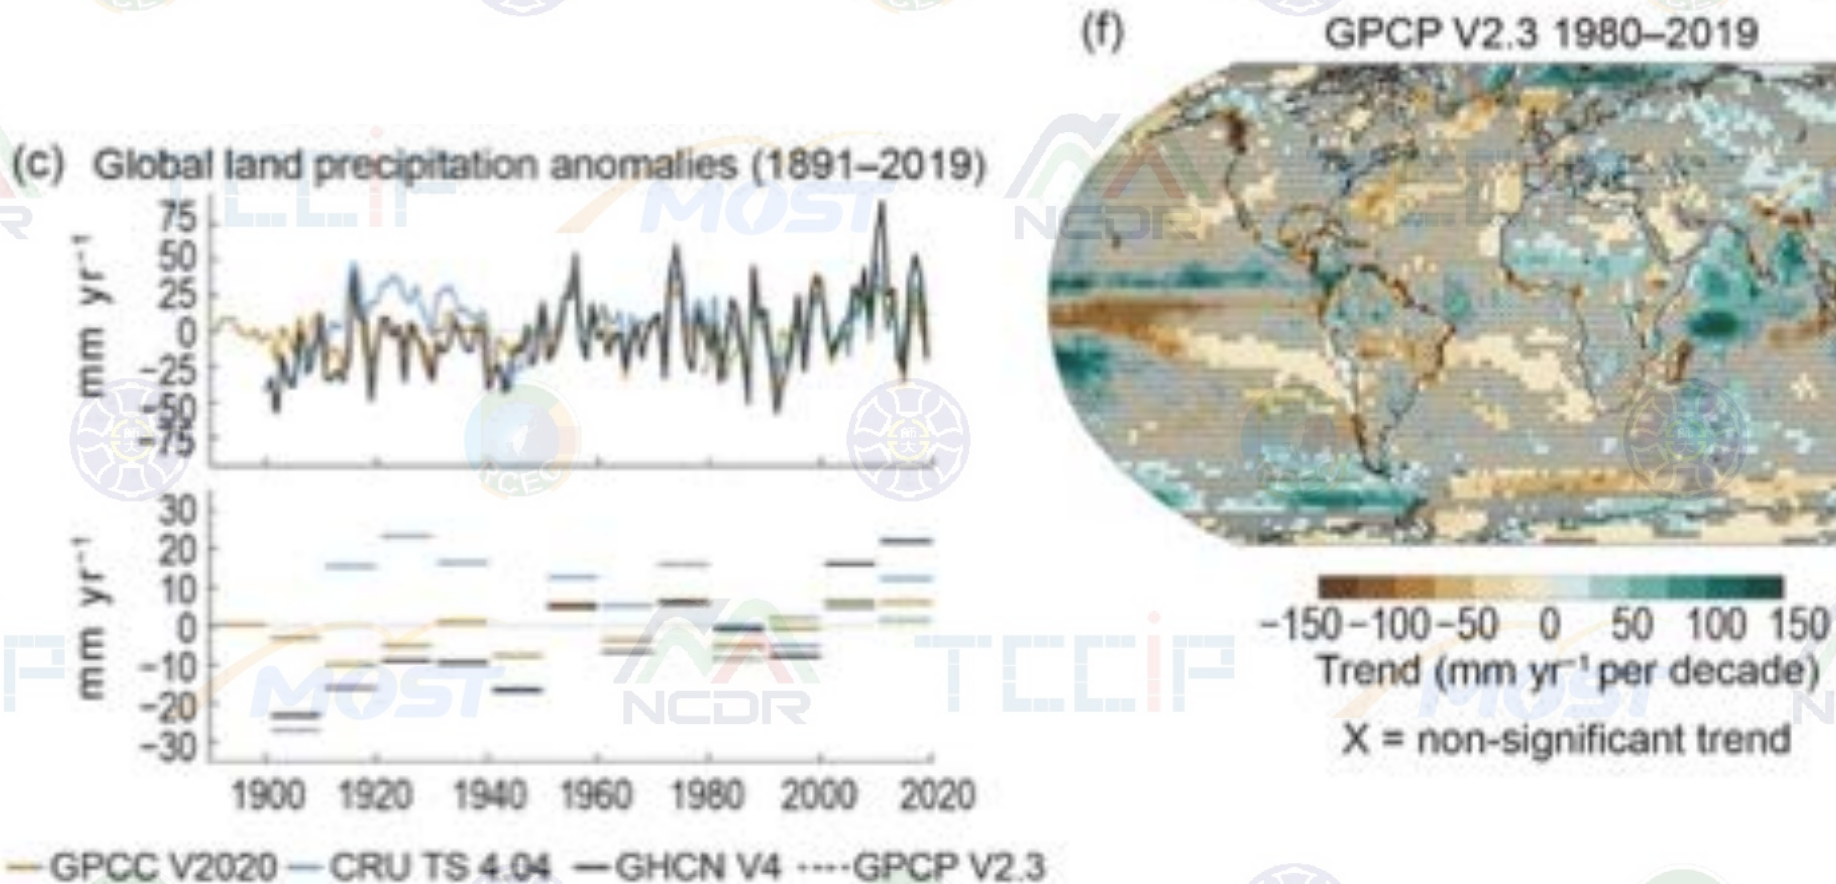 (c) Global land precipitation anomalies (1891–2019)
75
50
25
0
−25
−50
−75
mm yr⁻¹
30
20
10
0
−10
−20
−30
mm yr⁻¹
1900 1920 1940 1960 1980 2000 2020
GPCC V2020 CRU TS 4.04 GHCN V4 GPCP V2.3
(f) GPCP V2.3 1980–2019
−150 −100 −50 0 50 100 150
Trend (mm yr⁻¹ per decade)
X = non-significant trend
TCCiP
MOST
NCDR
MOST
NCDR
TCCiP
MOST